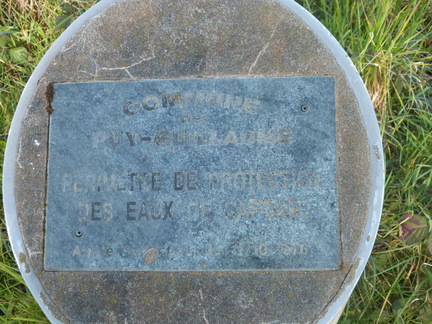 COMMUNE
DE
PUY-GUILLAUME
PERIMETRE DE PROTECTION
DES EAUX DE CAPTAGE